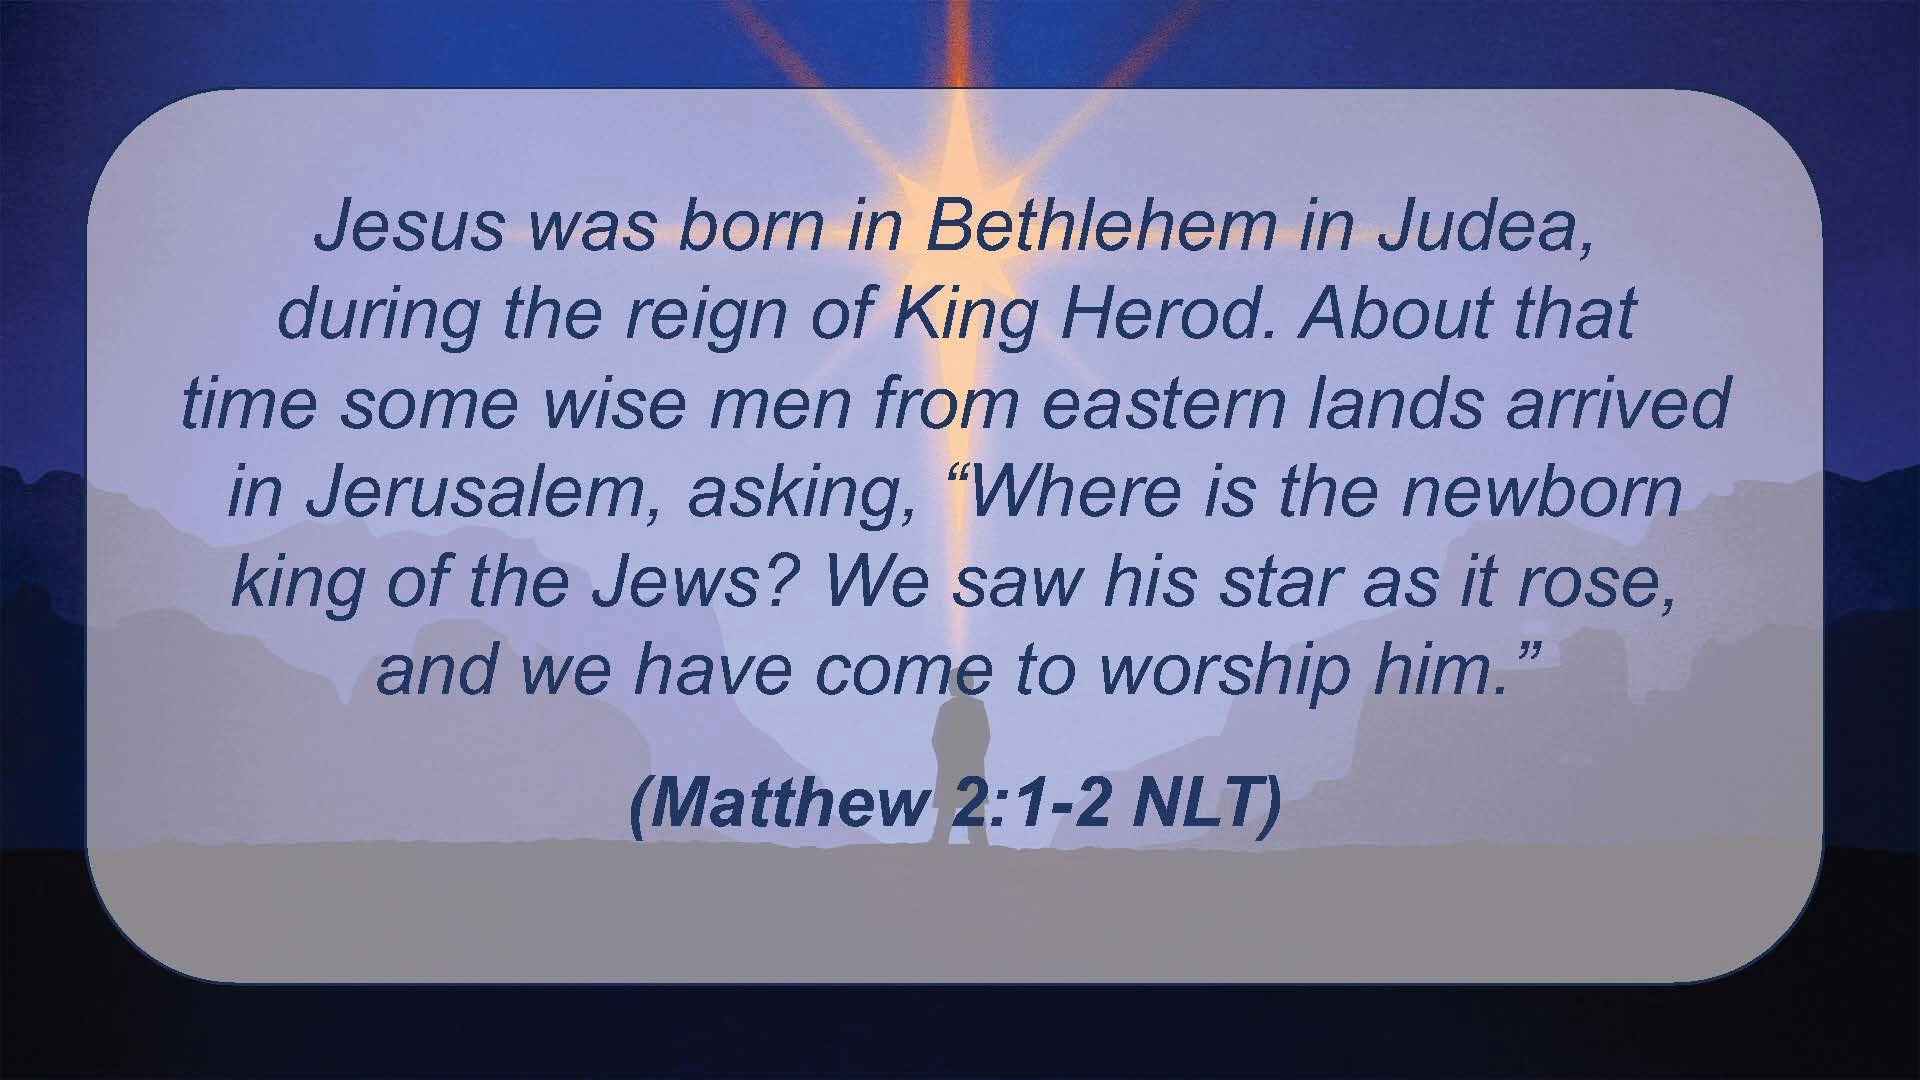 Jesus was born in Bethlehem in Judea,
during the reign of King Herod. About that
time some wise men from eastern lands arrived
in Jerusalem, asking, “Where is the newborn
king of the Jews? We saw his star as it rose,
and we have come to worship him.”
(Matthew 2:1-2 NLT)